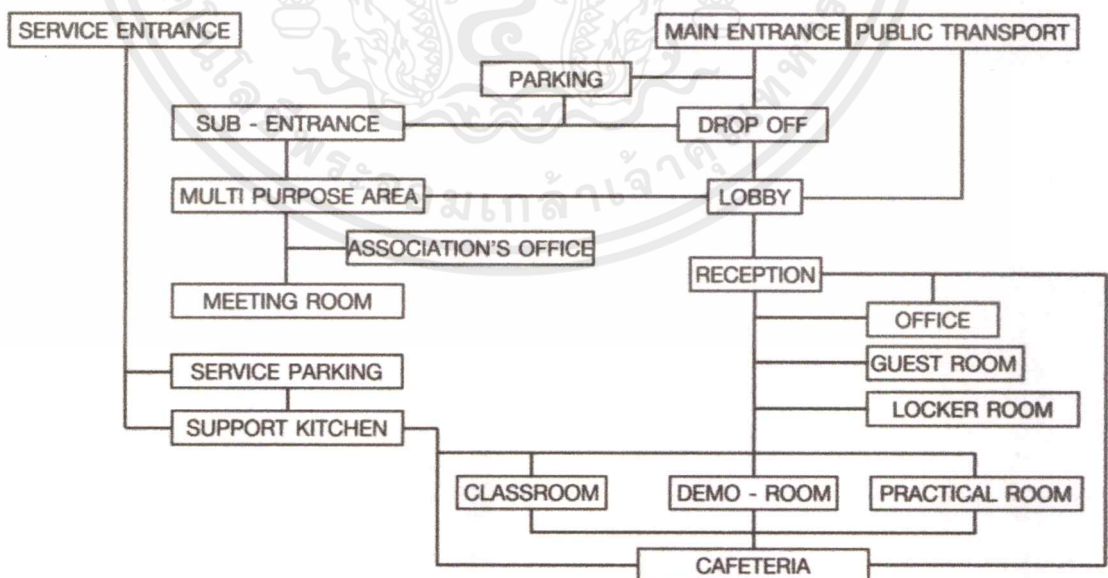 SERVICE ENTRANCE
MAIN ENTRANCE
PUBLIC TRANSPORT
PARKING
SUB - ENTRANCE
DROP OFF
MULTI PURPOSE AREA
LOBBY
ASSOCIATION'S OFFICE
RECEPTION
MEETING ROOM
OFFICE
SERVICE PARKING
GUEST ROOM
SUPPORT KITCHEN
LOCKER ROOM
CLASSROOM
DEMO - ROOM
PRACTICAL ROOM
CAFETERIA